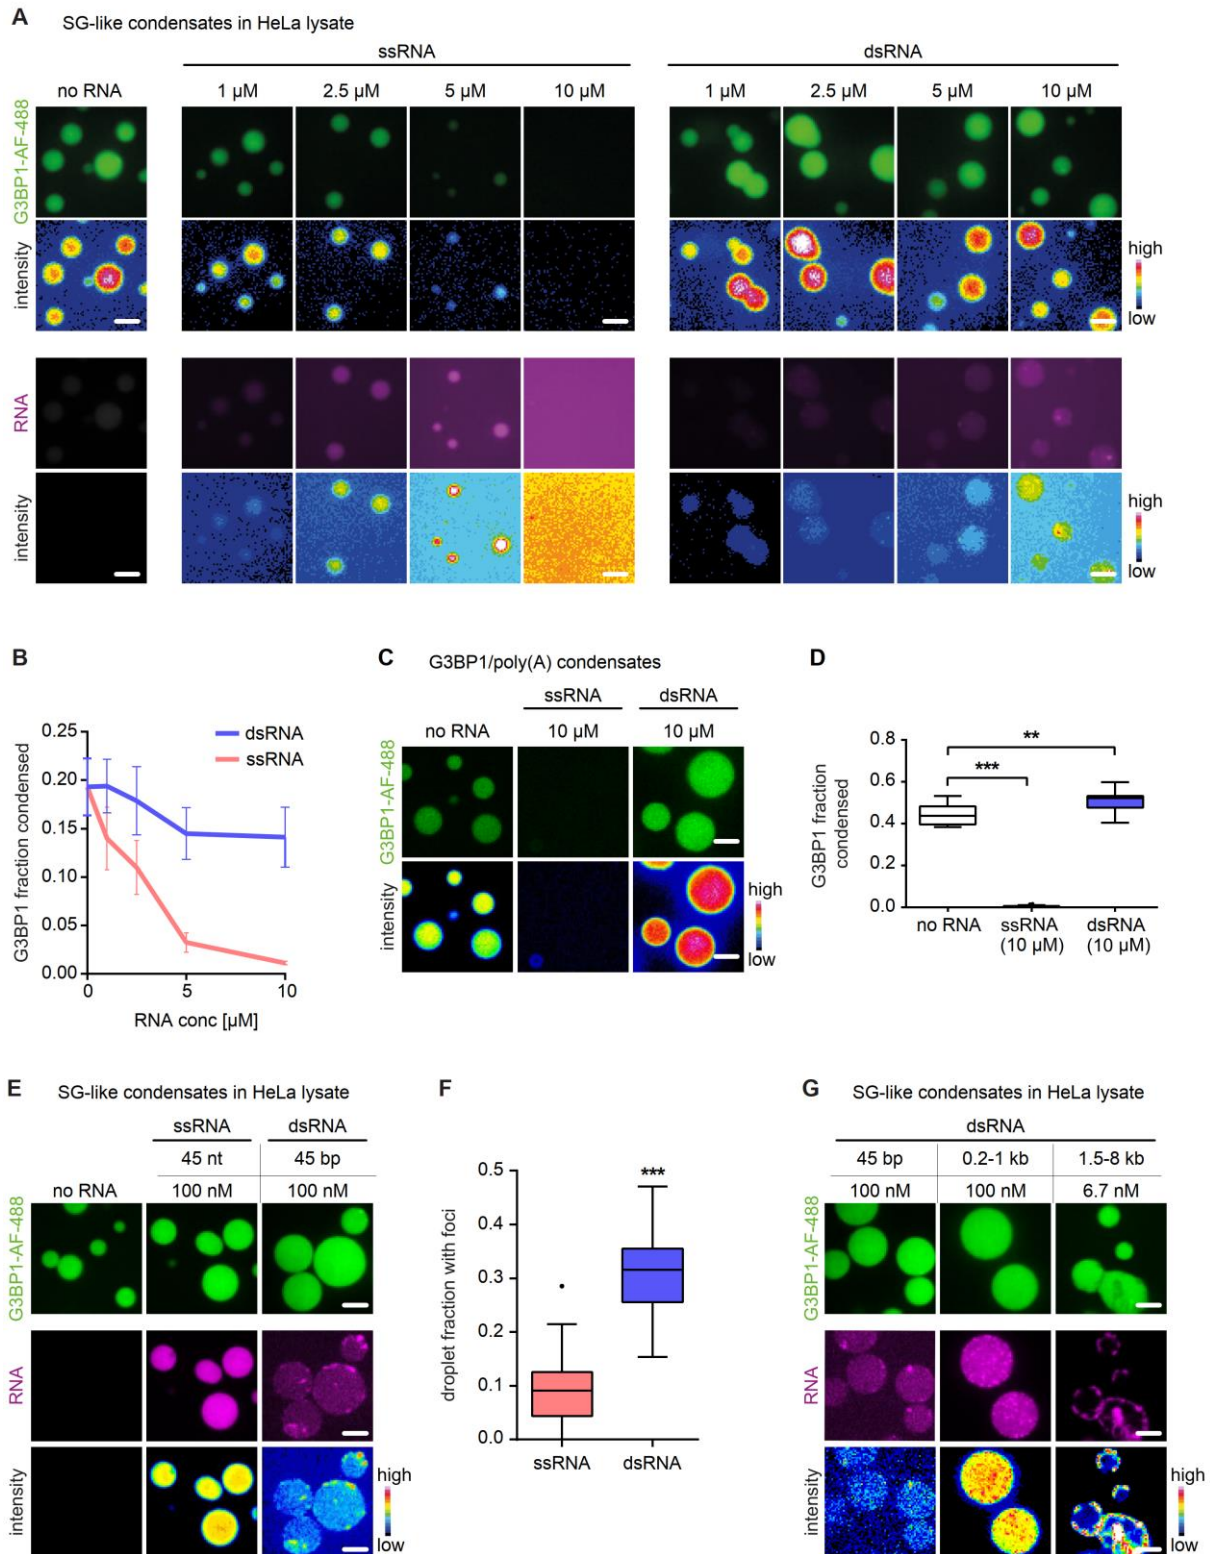 A SG-like condensates in HeLa lysate
ssRNA dsRNA
no RNA 1 µM 2.5 µM 5 µM 10 µM 1 µM 2.5 µM 5 µM 10 µM
G3BP1-AF-488
intensity
high
low
RNA
intensity
high
low
B
0.25
0.20
0.15
0.10
0.05
0.00
G3BP1 fraction condensed
dsRNA
ssRNA
0 5 10
RNA conc [µM]
C G3BP1/poly(A) condensates
ssRNA dsRNA
no RNA 10 µM 10 µM
G3BP1-AF-488
intensity
high
low
D
0.8
0.6
0.4
0.2
0.0
G3BP1 fraction
condensed
**
***
no RNA ssRNA dsRNA
(10 µM) (10 µM)
E SG-like condensates in HeLa lysate
ssRNA dsRNA
45 nt 45 bp
no RNA 100 nM 100 nM
G3BP1-AF-488
RNA
intensity
high
low
F
0.5
0.4
0.3
0.2
0.1
0.0
droplet fraction with foci
***
ssRNA dsRNA
G SG-like condensates in HeLa lysate
dsRNA
45 bp 0.2-1 kb 1.5-8 kb
100 nM 100 nM 6.7 nM
G3BP1-AF-488
RNA
intensity
high
low